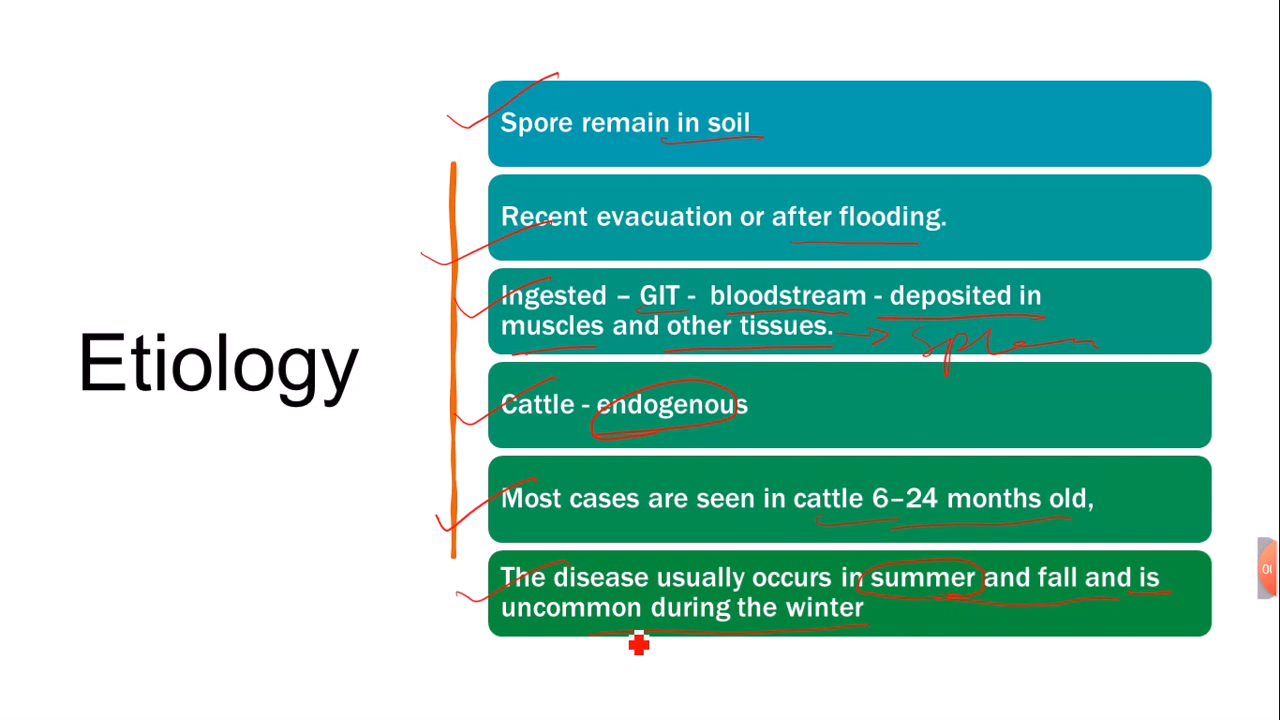 Etiology
Spore remain in soil
Recent evacuation or after flooding.
Ingested – GIT -  bloodstream - deposited in
muscles and other tissues.
Cattle - endogenous
Most cases are seen in cattle 6–24 months old,
The disease usually occurs in summer and fall and is
uncommon during the winter